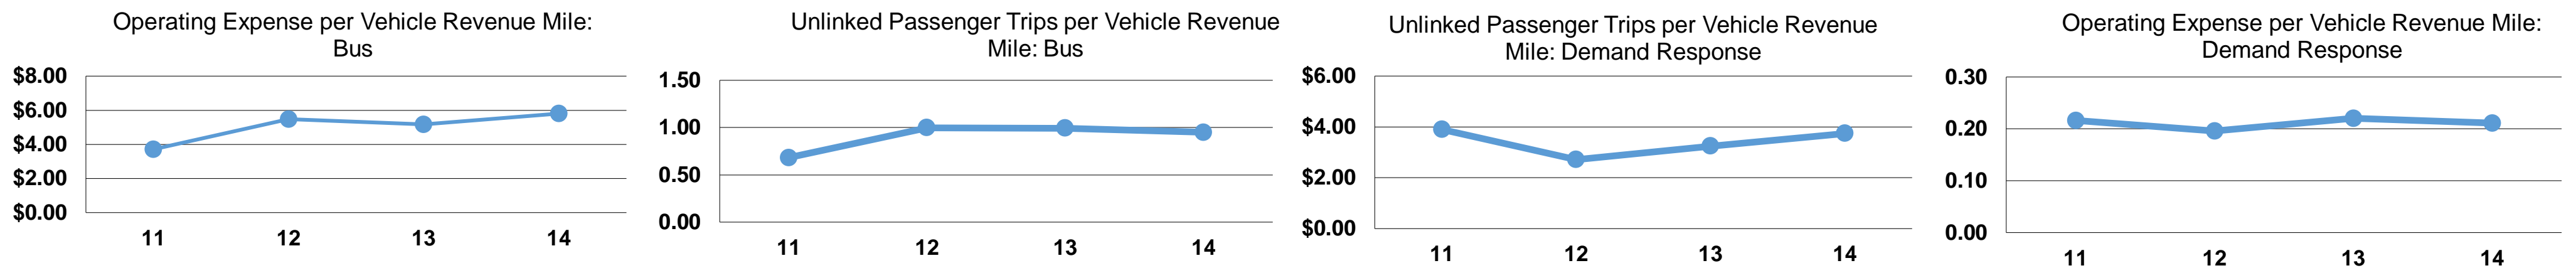 Operating Expense per Vehicle Revenue Mile:
Bus
$8.00
$6.00
$4.00
$2.00
$0.00
11 12 13 14
Unlinked Passenger Trips per Vehicle Revenue
Mile: Bus
1.50
1.00
0.50
0.00
11 12 13 14
Unlinked Passenger Trips per Vehicle Revenue
Mile: Demand Response
$6.00
$4.00
$2.00
$0.00
11 12 13 14
Operating Expense per Vehicle Revenue Mile:
Demand Response
0.30
0.20
0.10
0.00
11 12 13 14